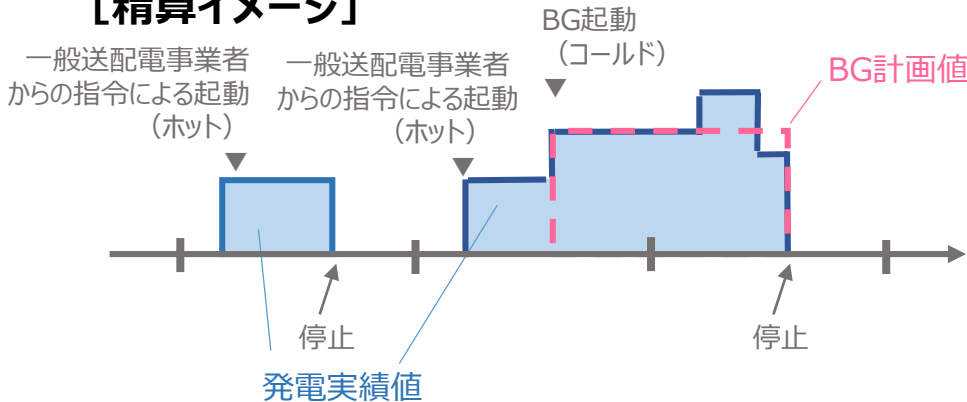 ［精算イメージ］
BG起動
（コールド）
一般送配電事業者
からの指令による起動
（ホット）
一般送配電事業者
からの指令による起動
（ホット）
BG計画値
停止
停止
発電実績値